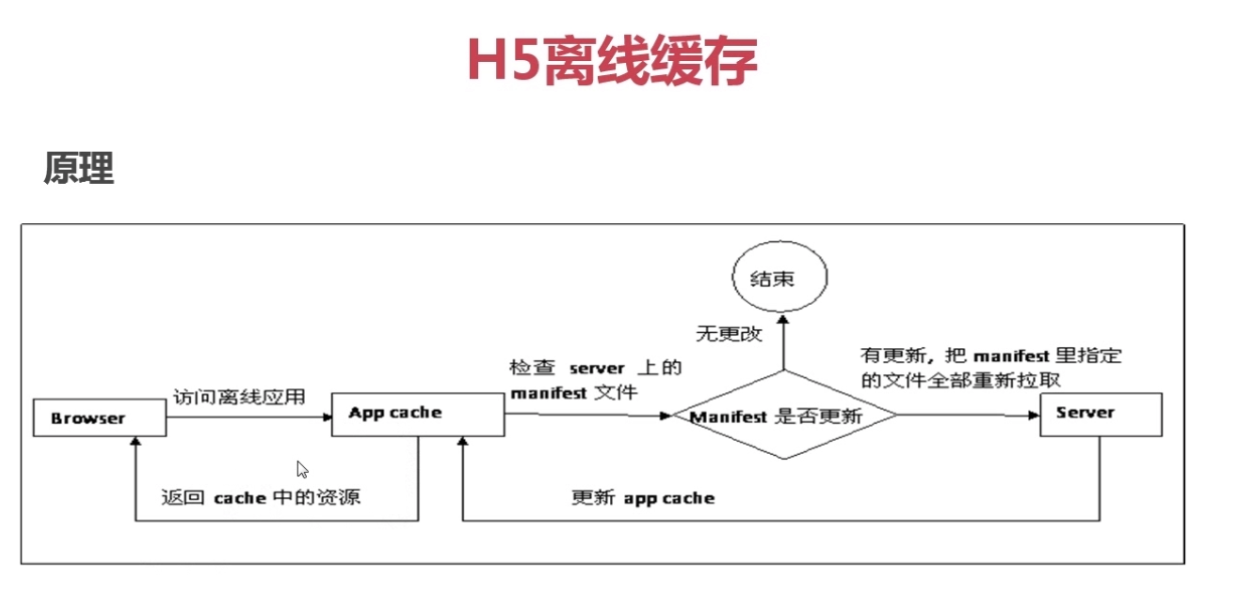 H5离线缓存
原理
结束
无更改
检查 server 上的
manifest 文件
有更新, 把 manifest 里指定
的文件全部重新拉取
访问离线应用
Browser
App cache
Manifest 是否更新
Server
返回 cache 中的资源
更新 app cache